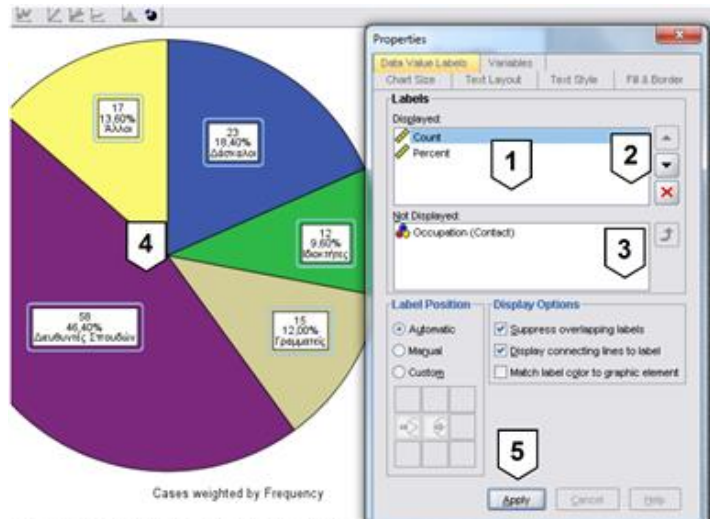 17
13,60%
Άλλοι
23
18,40%
Δάσκαλοι
12
9,60%
Ιδιοκτήτες
15
12,00%
Γραμματείς
58
46,40%
Διευθυντές Σπουδών
4
Cases weighted by Frequency
Properties
Data Value Labels Variables
Chart Size Text Layout Text Style Fill & Border
Labels
Displayed:
Count
Percent
1
2
Not Displayed:
Occupation (Contact)
3
Label Position
Automatic
Manual
Custom
Display Options
Suppress overlapping labels
Display connecting lines to label
Match label color to graphic element
5
Apply Cancel Help